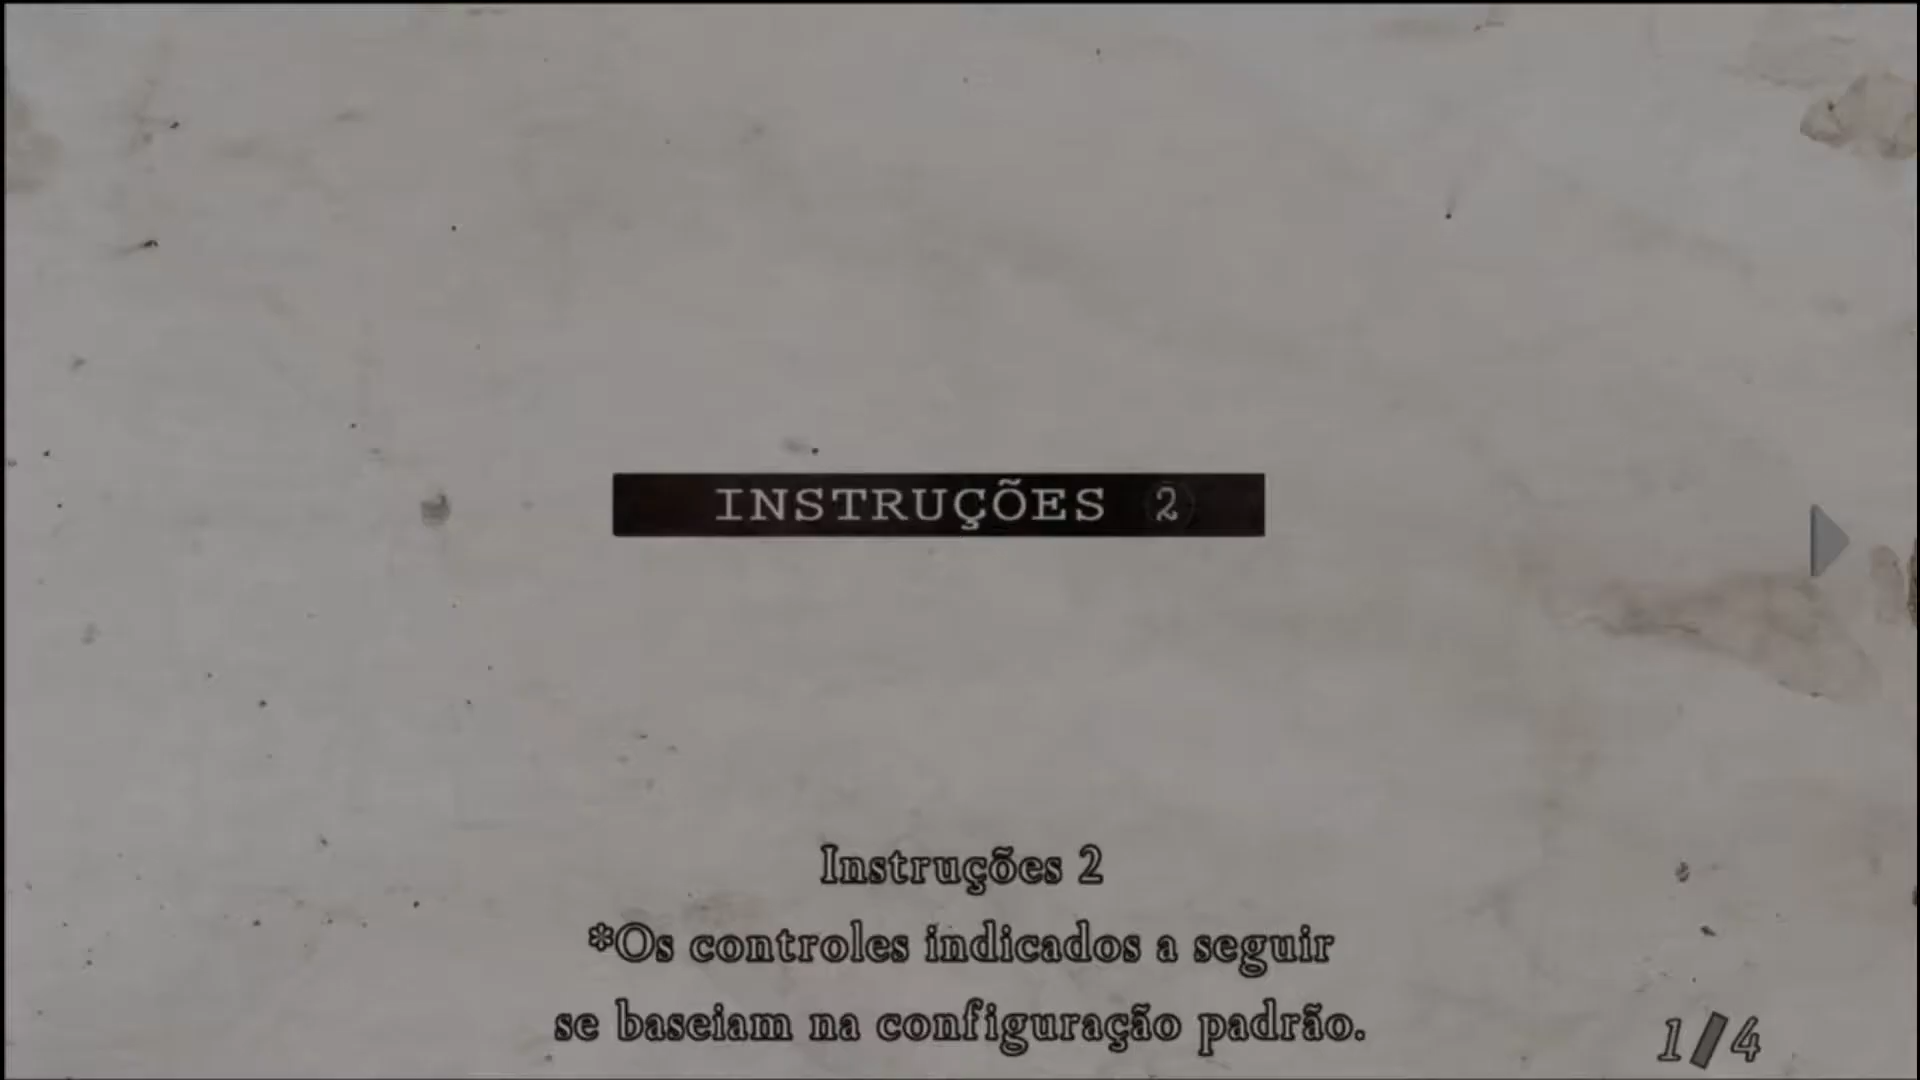 INSTRUÇÕES 2
Instruções 2
*Os controles indicados a seguir
se baseiam na configuração padrão.
1/4